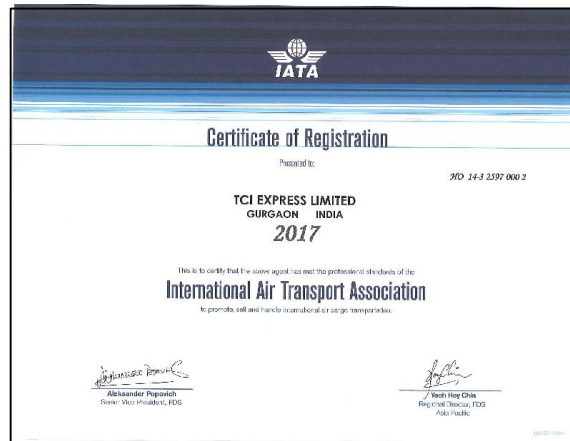 IATA
Certificate of Registration
Presented to:
HO 14-3 2597 000 2
TCI EXPRESS LIMITED
GURGAON INDIA
2017
This is to certify that the above agent has met the professional standards of the
International Air Transport Association
to promote, sell and handle international air cargo transportation.
Aleksander Popovich
Senior Vice President, FDS
Yeoh Hoy Chin
Regional Director, FDS
Asia Pacific